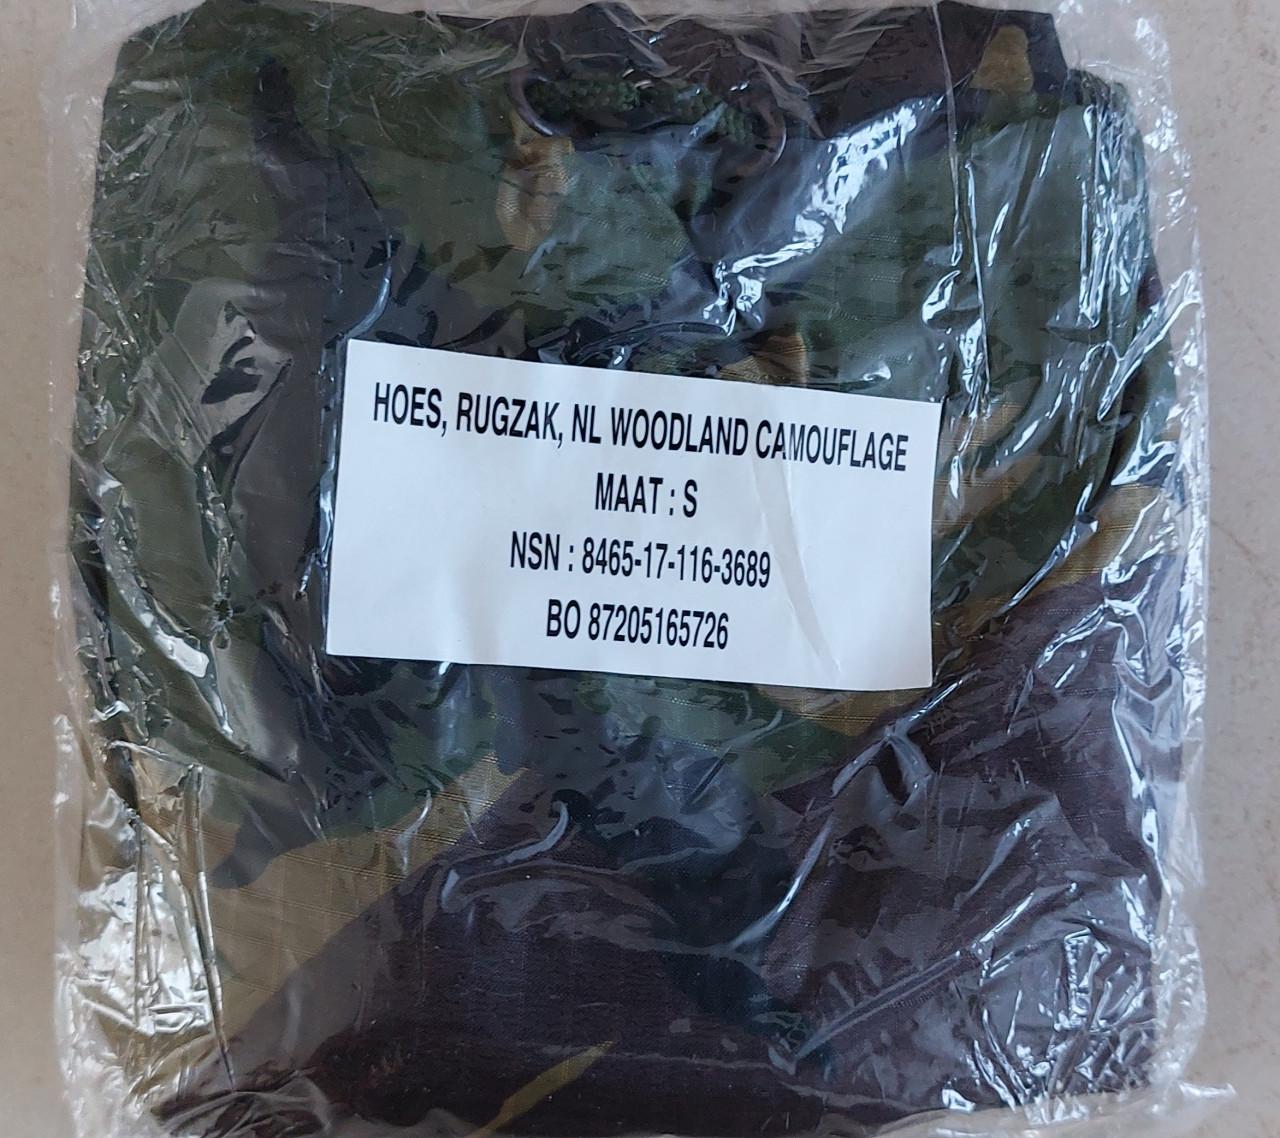 HOES, RUGZAK, NL WOODLAND CAMOUFLAGE
MAAT : S
NSN : 8465-17-116-3689
BO 87205165726